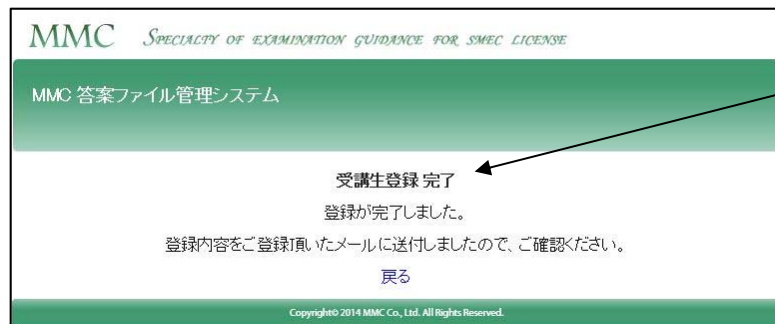 MMC SPECIALTY OF EXAMINATION GUIDANCE FOR SMEC LICENSE
MMC 答案ファイル管理システム
受講生登録 完了
登録が完了しました。
登録内容をご登録頂いたメールに送付しましたので、ご確認ください。
戻る
Copyright© 2014 MMC Co., Ltd. All Rights Reserved.